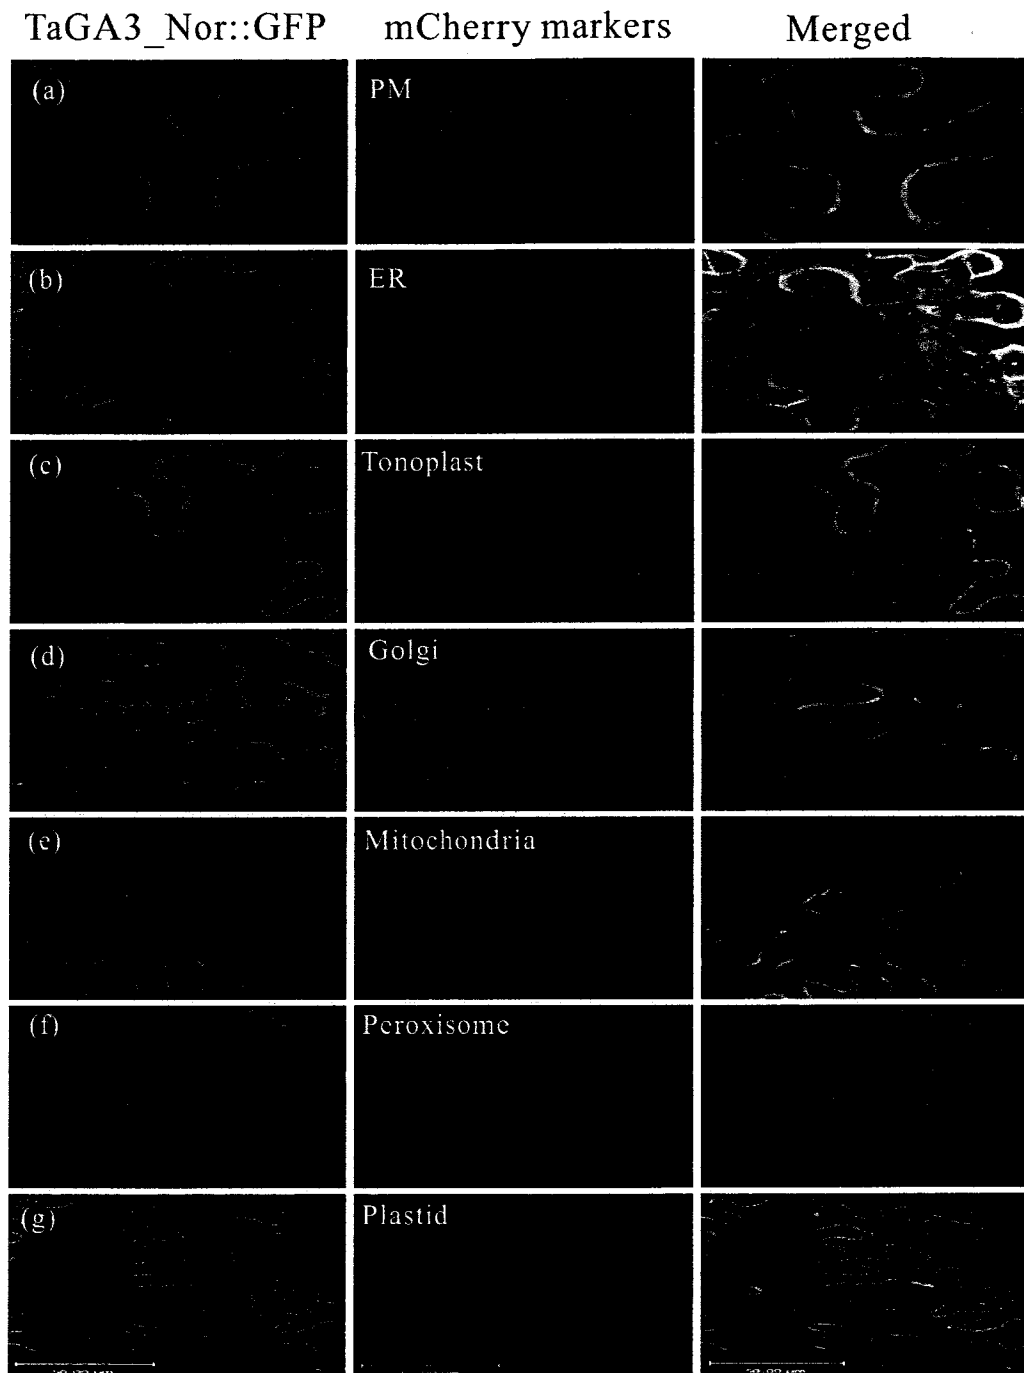 TaGA3_Nor::GFP mCherry markers Merged
(a) PM
(b) ER
(c) Tonoplast
(d) Golgi
(e) Mitochondria
(f) Peroxisome
(g) Plastid